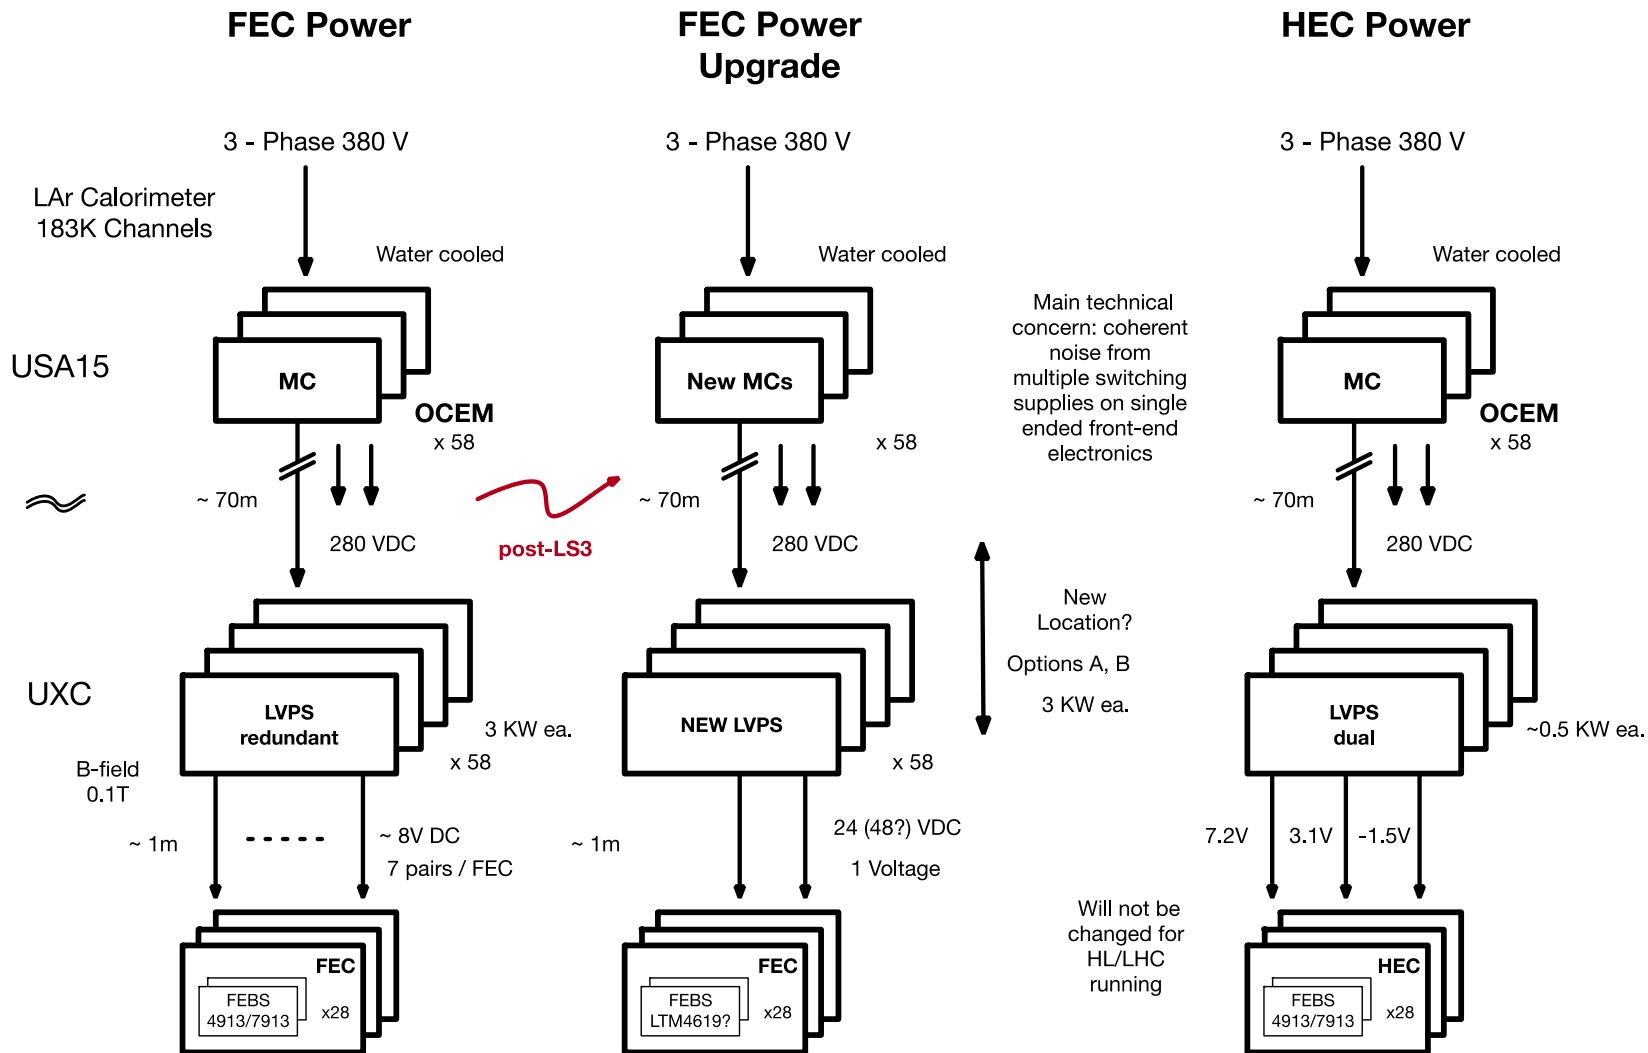 FEC Power
FEC Power
Upgrade
HEC Power
3 - Phase 380 V
3 - Phase 380 V
3 - Phase 380 V
LAr Calorimeter
183K Channels
Water cooled
Water cooled
Water cooled
USA15
MC
OCEM
x 58
New MCs
x 58
Main technical
concern: coherent
noise from
multiple switching
supplies on single
ended front-end
electronics
MC
OCEM
x 58
~ 70m
280 VDC
post-LS3
~ 70m
280 VDC
~ 70m
280 VDC
New
Location?
Options A, B
3 KW ea.
UXC
LVPS
redundant
3 KW ea.
x 58
NEW LVPS
x 58
LVPS
dual
~0.5 KW ea.
B-field
0.1T
~ 1m
~ 8V DC
7 pairs / FEC
~ 1m
24 (48?) VDC
1 Voltage
7.2V
3.1V
-1.5V
Will not be
changed for
HL/LHC
running
FEC
FEBS
4913/7913
x28
FEC
FEBS
LTM4619?
x28
HEC
FEBS
4913/7913
x28